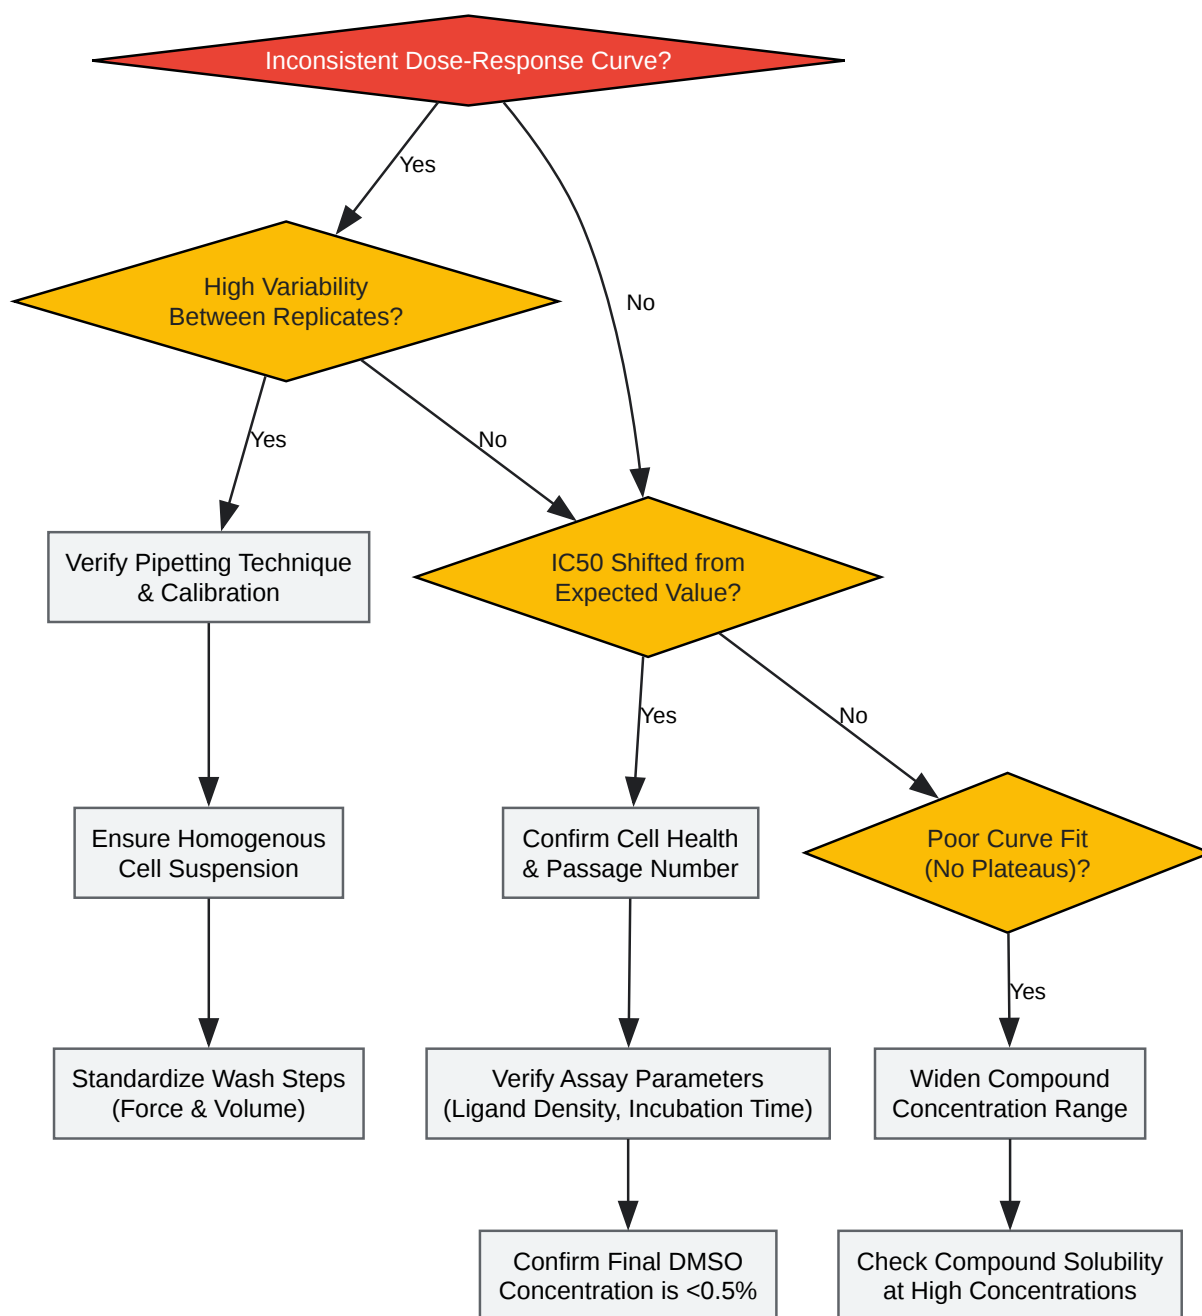 Inconsistent Dose-Response Curve?
Yes
High Variability
Between Replicates?
No
Yes
No
Verify Pipetting Technique
& Calibration
IC50 Shifted from
Expected Value?
Yes
No
Ensure Homogenous
Cell Suspension
Confirm Cell Health
& Passage Number
Poor Curve Fit
(No Plateaus)?
Yes
Standardize Wash Steps
(Force & Volume)
Verify Assay Parameters
(Ligand Density, Incubation Time)
Widen Compound
Concentration Range
Confirm Final DMSO
Concentration is <0.5%
Check Compound Solubility
at High Concentrations